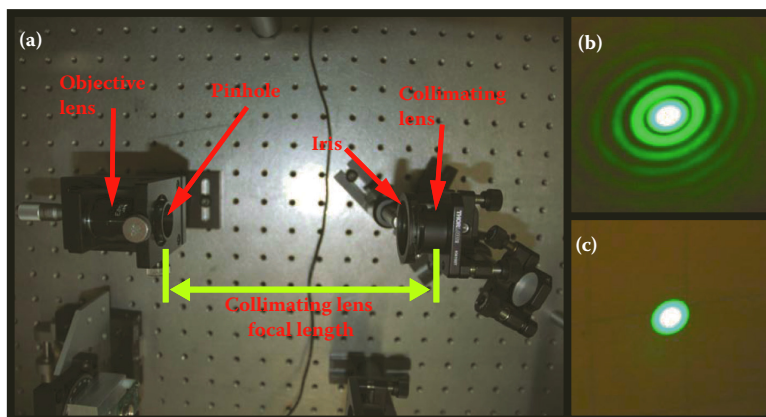 (a)
Objective
lens
Pinhole
Iris
Collimating
lens
Collimating lens
focal length
(b)
(c)